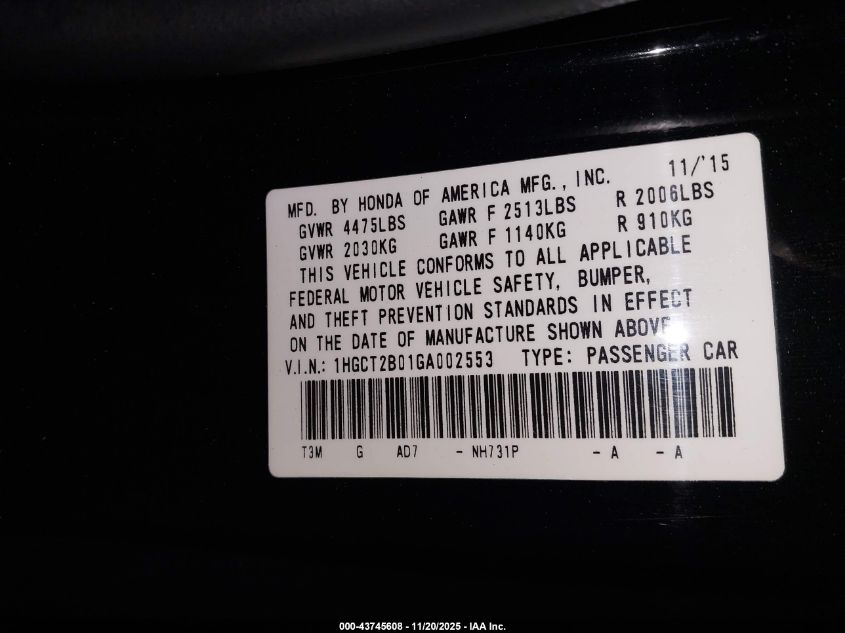 MFD. BY HONDA OF AMERICA MFG., INC. 11/'15
GVWR 4475LBS GAWR F 2513LBS R 2006LBS
GVWR 2030KG GAWR F 1140KG R 910KG
THIS VEHICLE CONFORMS TO ALL APPLICABLE
FEDERAL MOTOR VEHICLE SAFETY, BUMPER,
AND THEFT PREVENTION STANDARDS IN EFFECT
ON THE DATE OF MANUFACTURE SHOWN ABOVE.
V.I.N.: 1HGCT2B01GA002553 TYPE: PASSENGER CAR
T3M G AD7 - NH731P - A - A
000-43745608 - 11/20/2025 - IAA Inc.